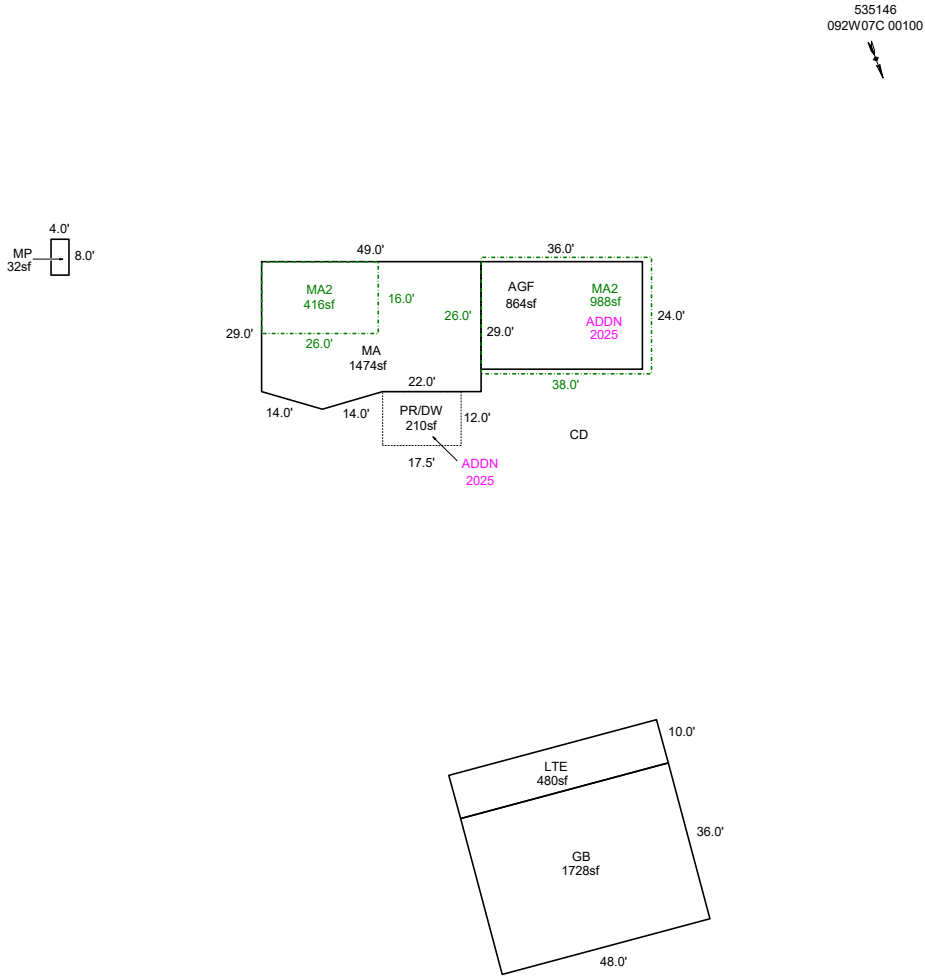 535146
092W07C 00100
4.0'
MP
32sf
8.0'
49.0'
36.0'
MA2
416sf
16.0'
26.0'
29.0'
MA
1474sf
26.0'
29.0'
AGF
864sf
MA2
988sf
ADDN
2025
24.0'
38.0'
22.0'
14.0'
14.0'
PR/DW
210sf
12.0'
17.5'
ADDN
2025
CD
10.0'
LTE
480sf
36.0'
GB
1728sf
48.0'